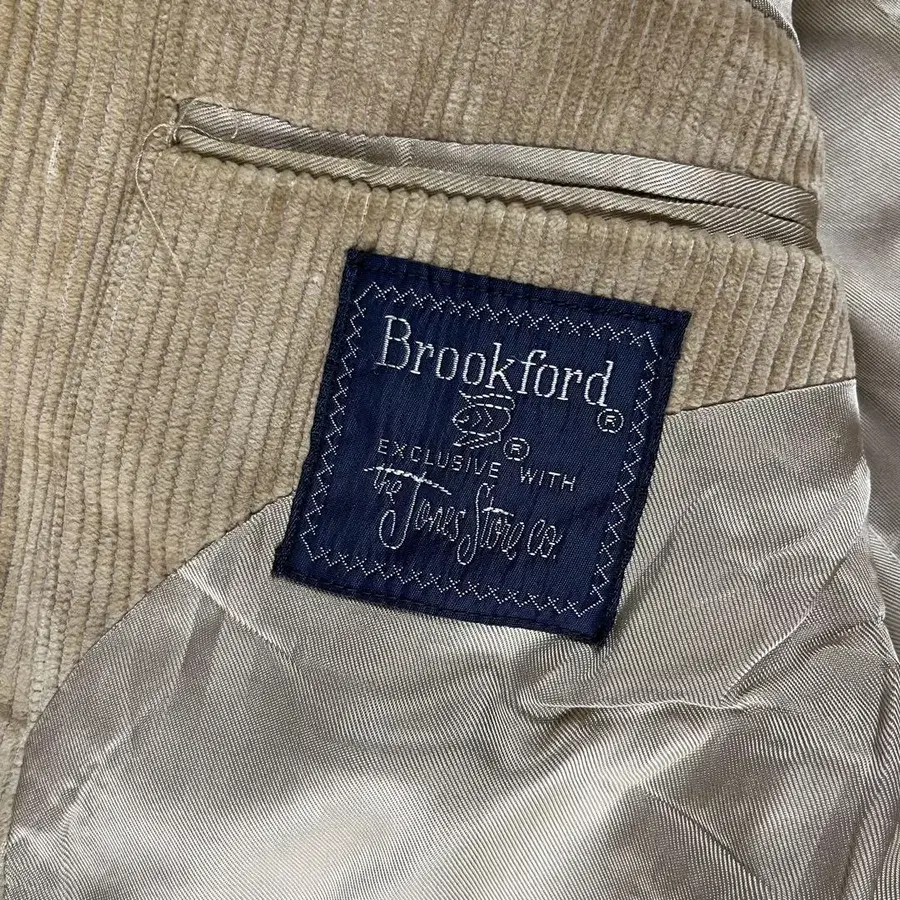 Brookford®
®
EXCLUSIVE WITH
the Jones Store co.